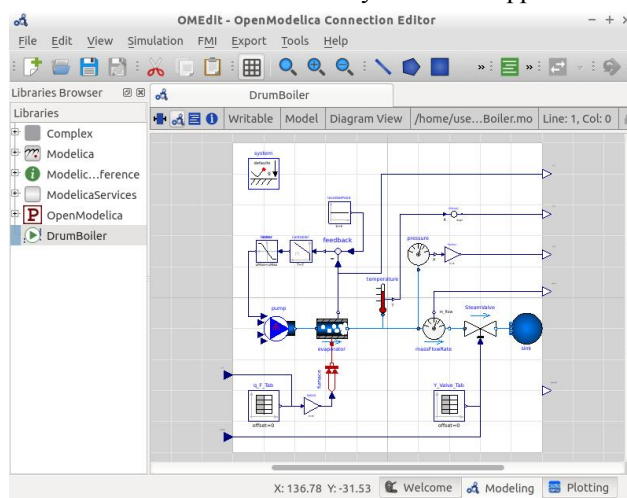 OMEdit - OpenModelica Connection Editor
File Edit View Simulation FMI Export Tools Help
Libraries Browser
DrumBoiler
Libraries
Writable Model Diagram View /home/use...Boiler.mo Line: 1, Col: 0
Complex
Modelica
Modelic...ference
ModelicaServices
OpenModelica
DrumBoiler
system
defaults
g
feedback
pressure
temperature
pump
SteamValve
m_flow
evaporator
massFlowRate
sink
furnace
q_F_Tab
Y_Valve_Tab
offset=0
offset=0
X: 136.78 Y: -31.53 Welcome Modeling Plotting